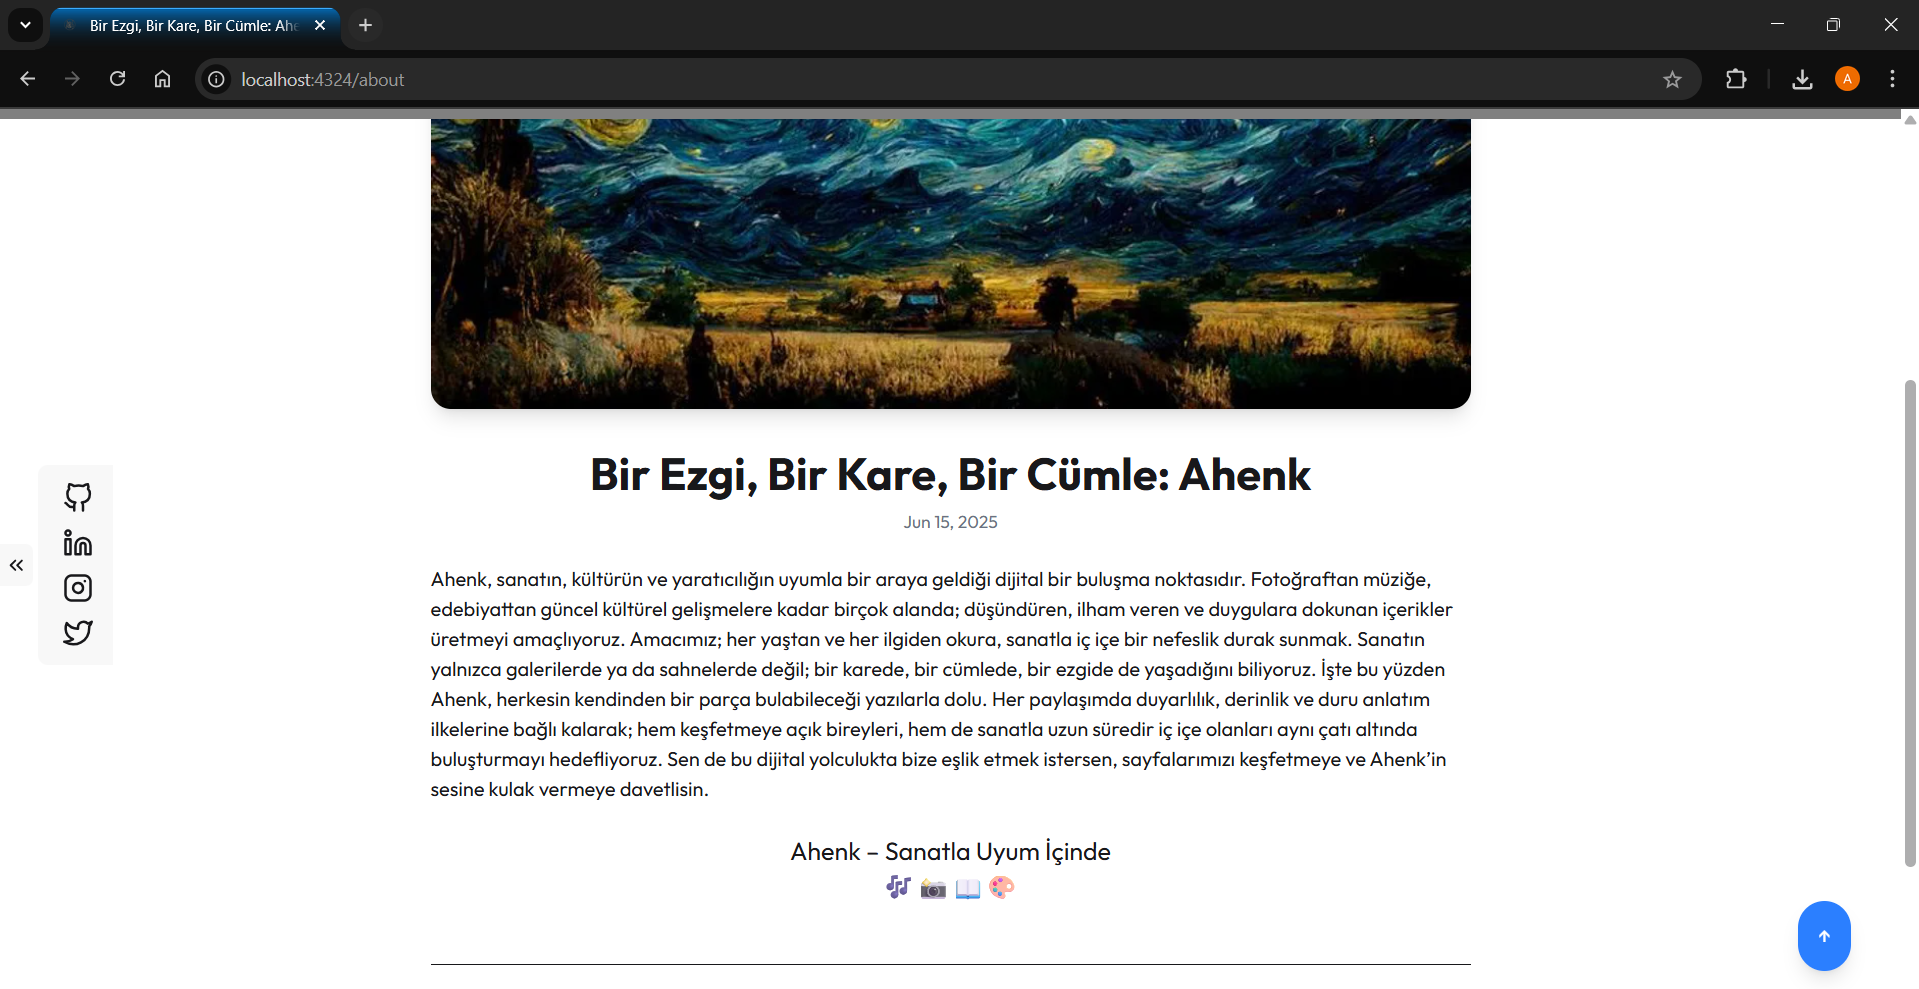 Bir Ezgi, Bir Kare, Bir Cümle: Ahe
localhost:4324/about
A
Bir Ezgi, Bir Kare, Bir Cümle: Ahenk
Jun 15, 2025
Ahenk, sanatın, kültürün ve yaratıcılığın uyumla bir araya geldiği dijital bir buluşma noktasıdır. Fotoğraftan müziğe,
edebiyattan güncel kültürel gelişmelere kadar birçok alanda; düşündüren, ilham veren ve duygulara dokunan içerikler
üretmeyi amaçlıyoruz. Amacımız; her yaştan ve her ilgiden okura, sanatla iç içe bir nefeslik durak sunmak. Sanatın
yalnızca galerilerde ya da sahnelerde değil; bir karede, bir cümlede, bir ezgide de yaşadığını biliyoruz. İşte bu yüzden
Ahenk, herkesin kendinden bir parça bulabileceği yazılarla dolu. Her paylaşımda duyarlılık, derinlik ve duru anlatım
ilkelerine bağlı kalarak; hem keşfetmeye açık bireyleri, hem de sanatla uzun süredir iç içe olanları aynı çatı altında
buluşturmayı hedefliyoruz. Sen de bu dijital yolculukta bize eşlik etmek istersen, sayfalarımızı keşfetmeye ve Ahenk’in
sesine kulak vermeye davetlisin.
Ahenk – Sanatla Uyum İçinde